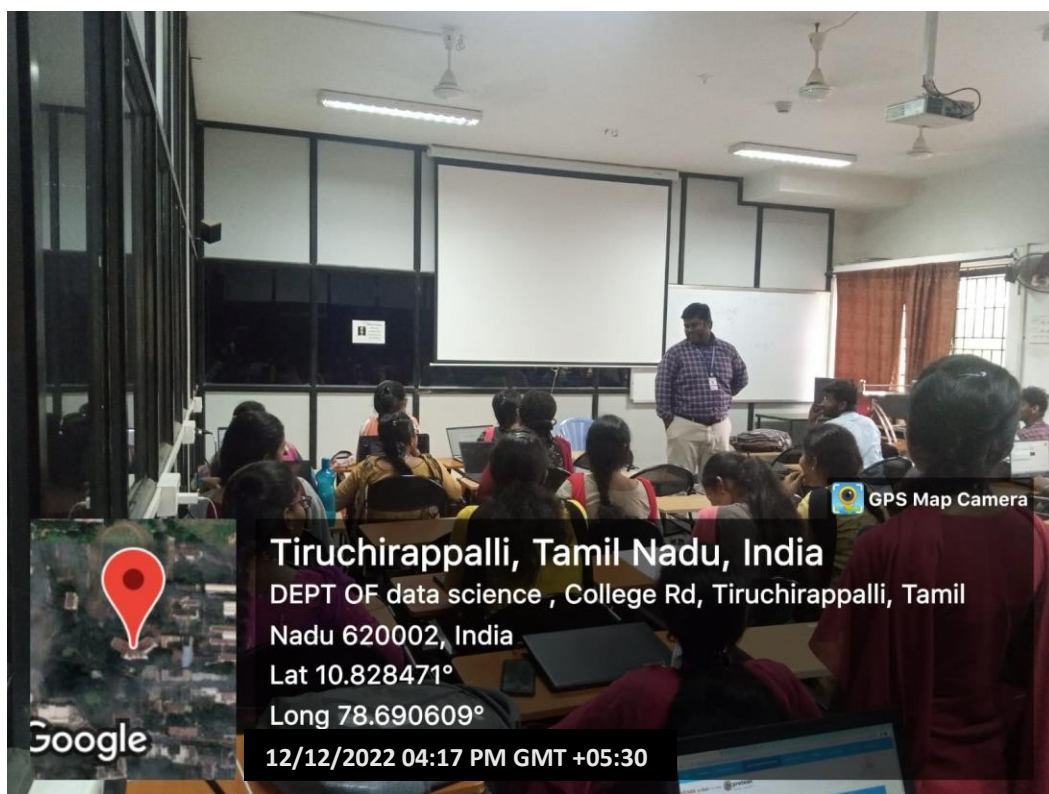 GPS Map Camera
Tiruchirappalli, Tamil Nadu, India
DEPT OF data science , College Rd, Tiruchirappalli, Tamil
Nadu 620002, India
Lat 10.828471°
Long 78.690609°
12/12/2022 04:17 PM GMT +05:30
Google